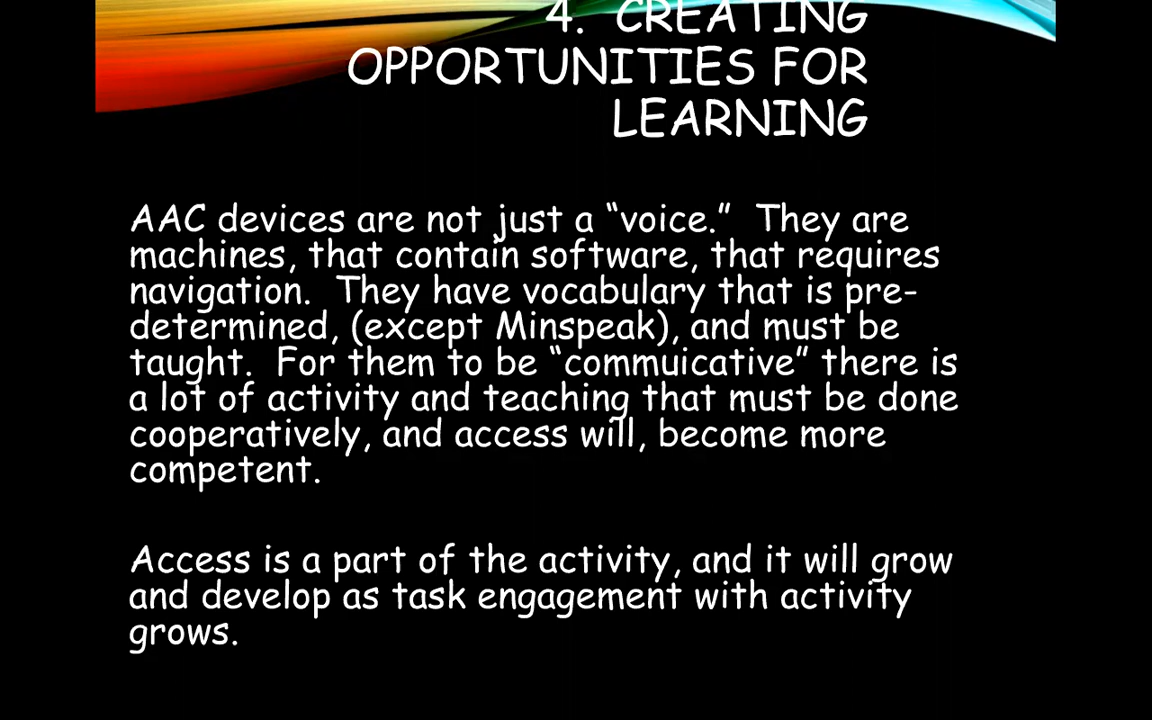 4. CREATING
OPPORTUNITIES FOR
LEARNING
AAC devices are not just a “voice.” They are
machines, that contain software, that requires
navigation. They have vocabulary that is pre-
determined, (except Minspeak), and must be
taught. For them to be “commuicative” there is
a lot of activity and teaching that must be done
cooperatively, and access will, become more
competent.
Access is a part of the activity, and it will grow
and develop as task engagement with activity
grows.